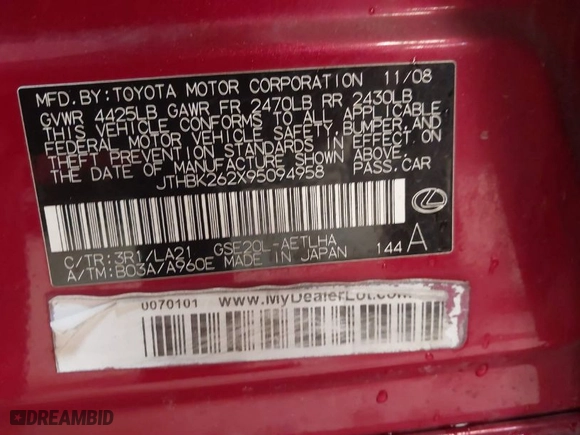 MFD.BY:TOYOTA MOTOR CORPORATION 11/08
GVWR 4425LB GAWR FR 2470LB RR 2430LB
THIS VEHICLE CONFORMS TO ALL APPLICABLE
FEDERAL MOTOR VEHICLE SAFETY, BUMPER, AND
THEFT PREVENTION STANDARDS IN EFFECT ON
THE DATE OF MANUFACTURE SHOWN ABOVE.
JTHBK262X95094958 PASS.CAR
C/TR:3R1/LA21 GSE20L-AETLHA
A/TM:B03A/A960E MADE IN JAPAN 144 A
0070101 www.MyDealerLot.com
DREAMBID